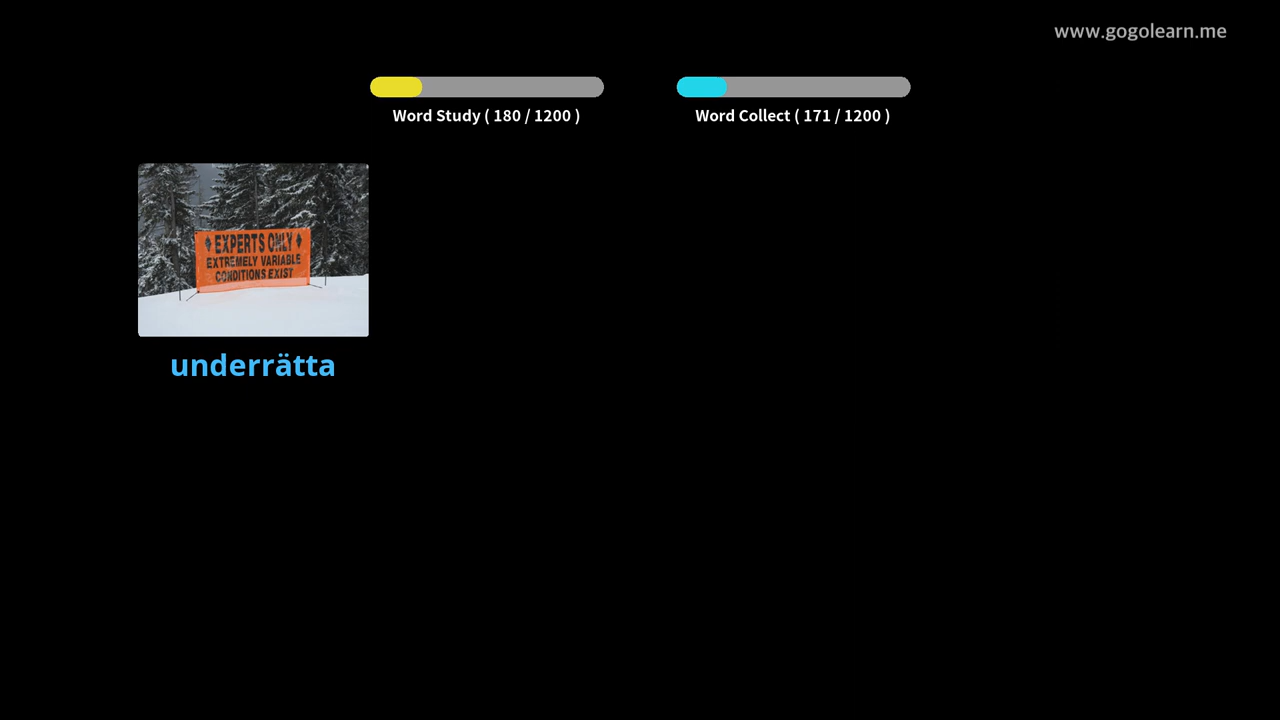 www.gogolearn.me
Word Study ( 180 / 1200 )
Word Collect ( 171 / 1200 )
EXPERTS ONLY
EXTREMELY VARIABLE
CONDITIONS EXIST
underrätta